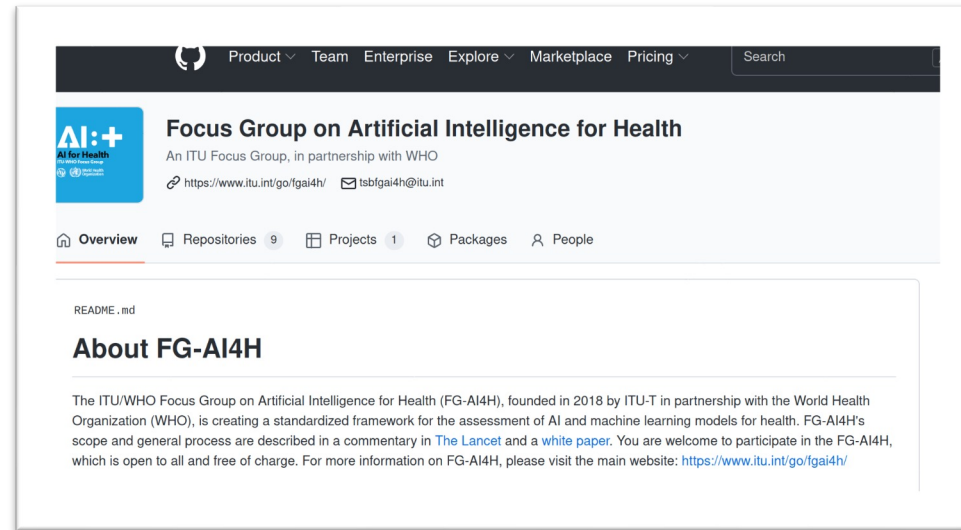 Product Team Enterprise Explore Marketplace Pricing Search
AI:+
AI for Health
ITU-WHO Focus Group
World Health
Organization
Focus Group on Artificial Intelligence for Health
An ITU Focus Group, in partnership with WHO
https://www.itu.int/go/fgai4h/ tsbfgai4h@itu.int
Overview Repositories 9 Projects 1 Packages People
README.md
About FG-AI4H
The ITU/WHO Focus Group on Artificial Intelligence for Health (FG-AI4H), founded in 2018 by ITU-T in partnership with the World Health
Organization (WHO), is creating a standardized framework for the assessment of AI and machine learning models for health. FG-AI4H's
scope and general process are described in a commentary in The Lancet and a white paper. You are welcome to participate in the FG-AI4H,
which is open to all and free of charge. For more information on FG-AI4H, please visit the main website: https://www.itu.int/go/fgai4h/